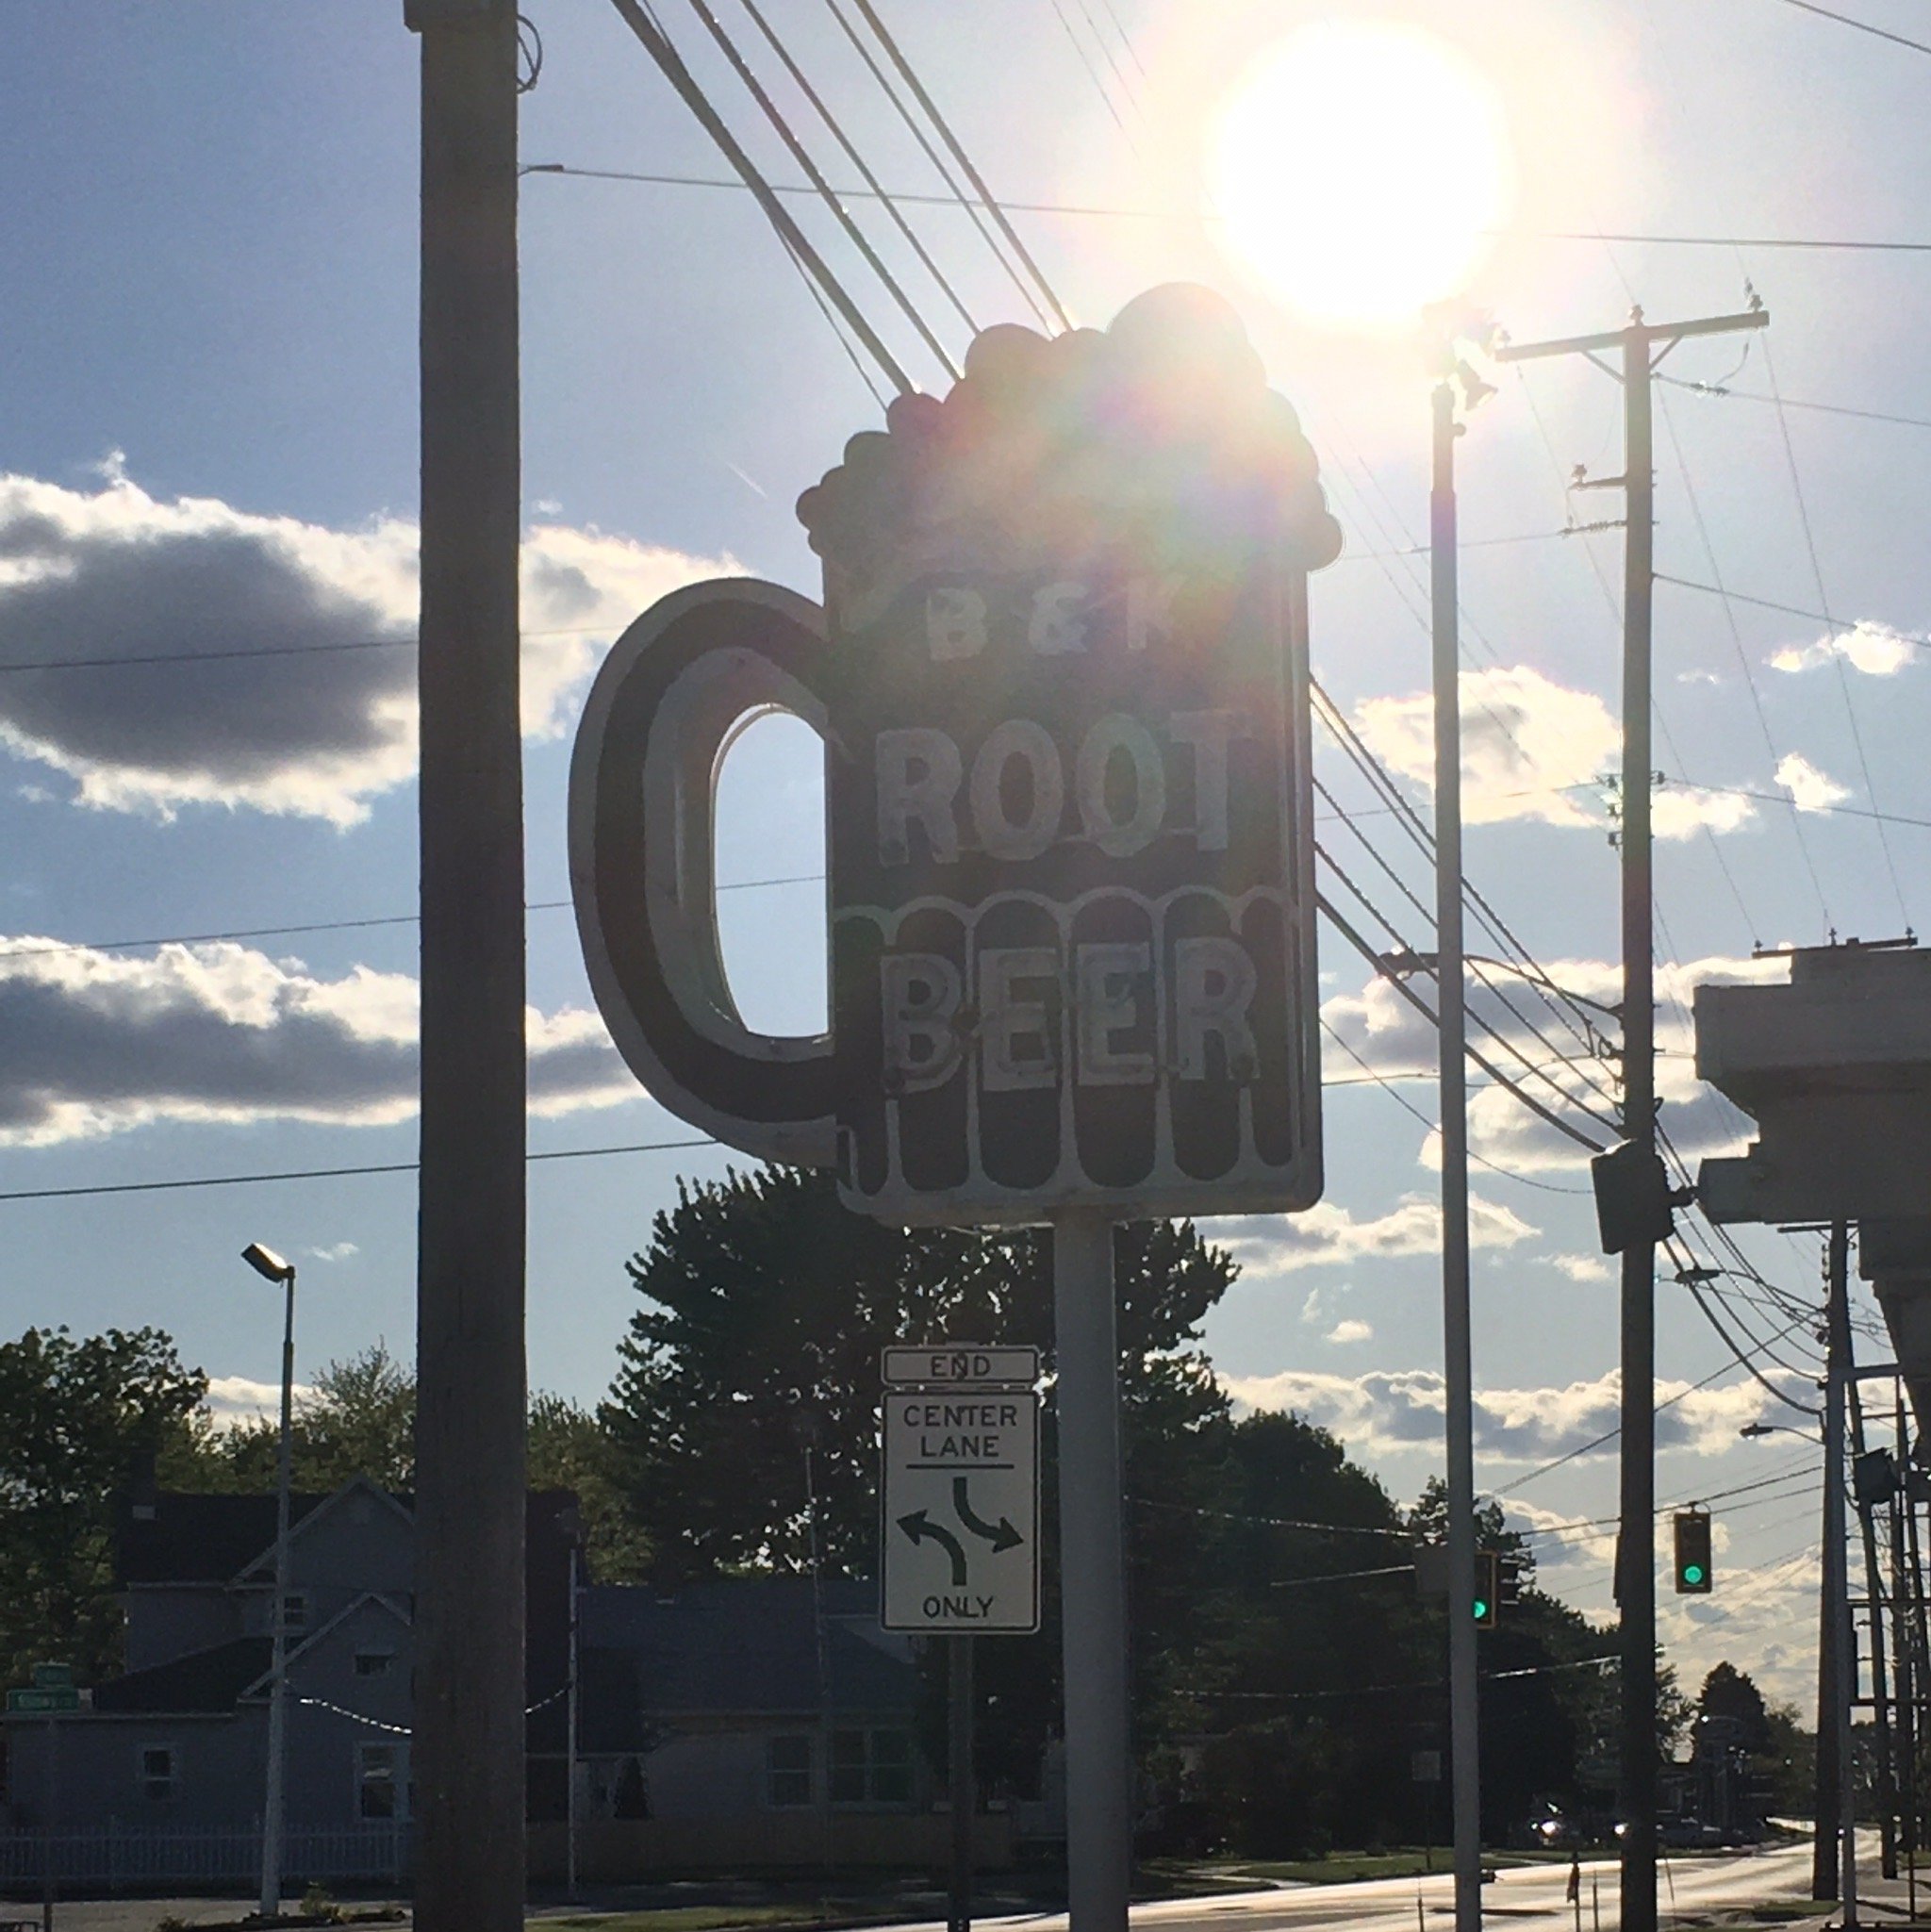 B & K
ROOT
BEER
END
CENTER
LANE
ONLY